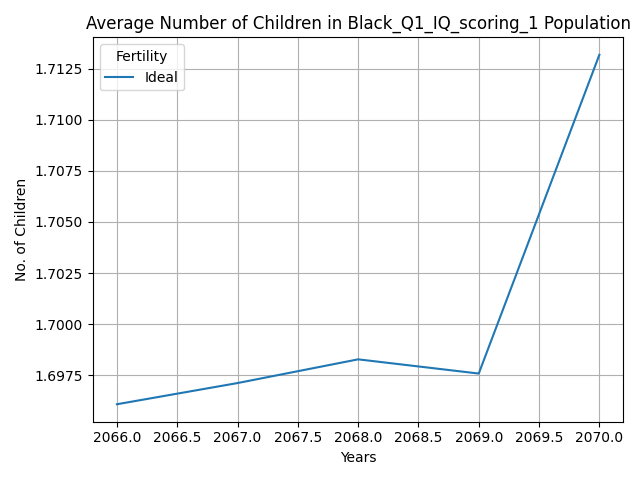 Average Number of Children in Black_Q1_IQ_scoring_1 Population
Fertility
Ideal
1.7125
1.7100
1.7075
1.7050
1.7025
1.7000
1.6975
No. of Children
2066.0 2066.5 2067.0 2067.5 2068.0 2068.5 2069.0 2069.5 2070.0
Years